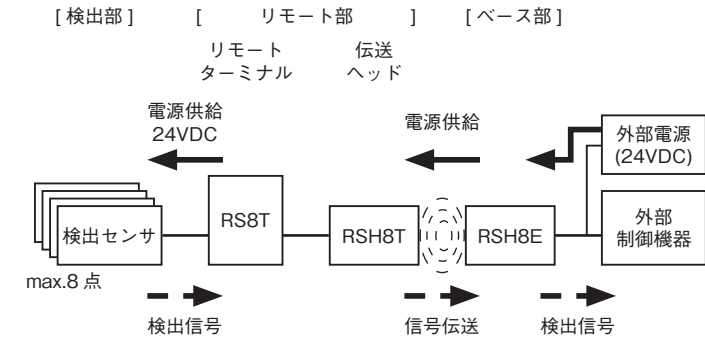 [ 検出部 ] [ リモート部 ] [ ベース部 ]
リモート
ターミナル
伝送
ヘッド
電源供給
24VDC
電源供給
外部電源
(24VDC)
検出センサ
RS8T
RSH8T
RSH8E
外部
制御機器
max.8 点
検出信号
信号伝送
検出信号